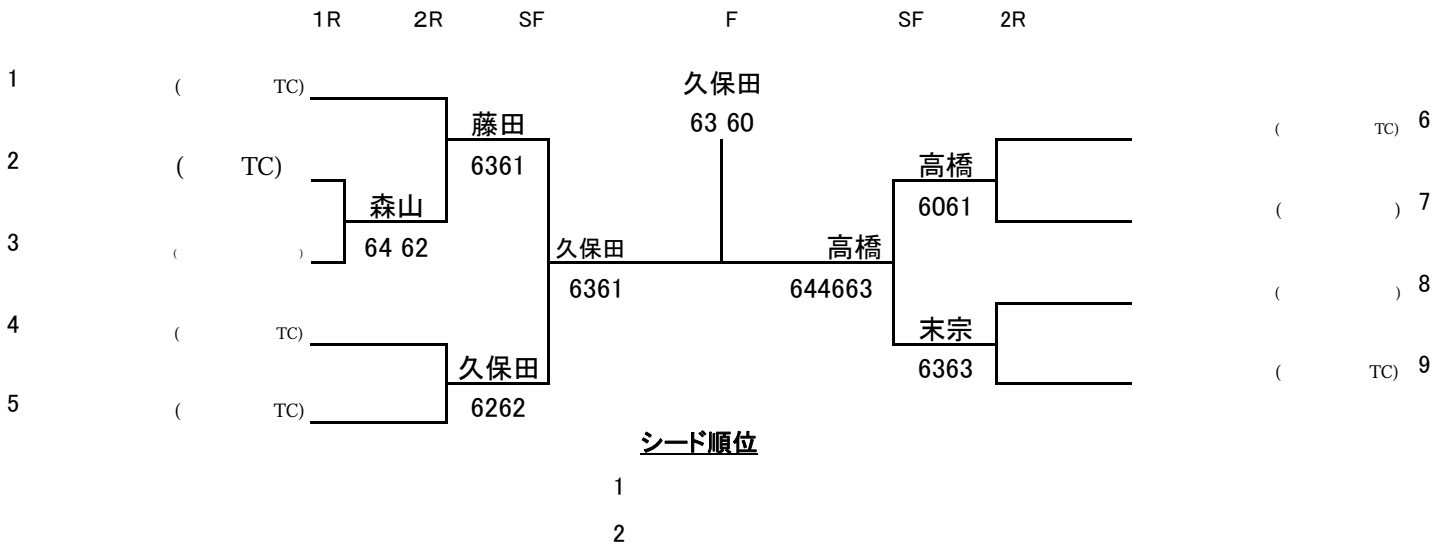 1R 2R SF F SF 2R
1 ( TC) 久保田
藤田 63 60 ( TC) 6
2 ( TC) 6361 高橋
森山 6061 ( ) 7
3 ( ) 64 62 久保田 高橋
6361 644663 ( ) 8
4 ( TC) 末宗
久保田 6363 ( TC) 9
5 ( TC) 6262
シード順位
1
2